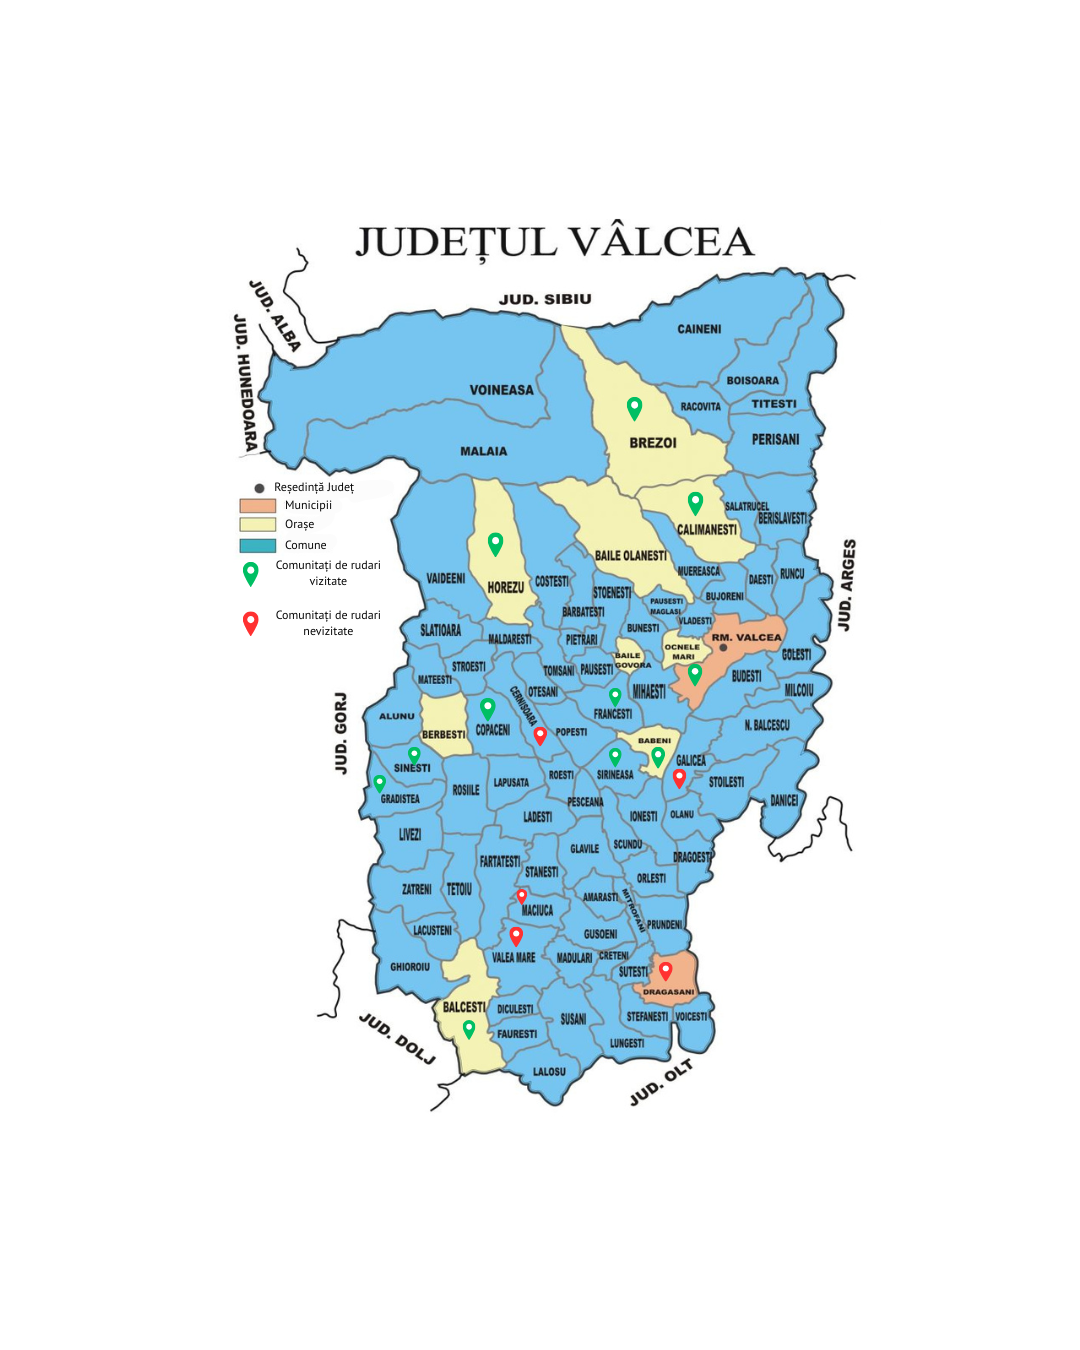 JUDEȚUL VÂLCEA
JUD. SIBIU
JUD. ALBA
JUD. HUNEDOARA
CAINENI
VOINEASA
BOISOARA
RACOVITA
TITESTI
BREZOI
PERISANI
MALAIA
Reședință Județ
Municipii
Orașe
Comune
Comunitați de rudari
vizitate
Comunitați de rudari
nevizitate
SALATRUCEL
BERISLAVESTI
CALIMANESTI
BAILE OLANESTI
JUD. ARGES
VAIDEENI
HOREZU
COSTESTI
STOENESTI
MUEREASCA
DAESTI
RUNCU
BUJORENI
BARBATESTI
PAUSESTI
MAGLASI
VLADESTI
SLATIOARA
MALDARESTI
PIETRARI
BUNESTI
RM. VALCEA
OCNELE
MARI
BAILE
GOVORA
GOLESTI
STROESTI
MATEESTI
TOMSANI
PAUSESTI
BUDESTI
OTESANI
MIHAESTI
MILCOIU
JUD. GORJ
ALUNU
BERBESTI
COPACENI
CERNISOARA
FRANCESTI
POPESTI
N. BALCESCU
BABENI
GALICEA
SINESTI
ROESTI
SIRINEASA
LAPUSATA
STOILESTI
ROSIILE
GRADISTEA
PESCEANA
DANICEI
LADESTI
IONESTI
OLANU
LIVEZI
GLAVILE
SCUNDU
DRAGOESTI
FARTATESTI
STANESTI
ORLESTI
ZATRENI
TETOIU
AMARASTI
MITROFANI
MACIUCA
PRUNDENI
LACUSTENI
GUSOENI
VALEA MARE
MADULARI
CRETENI
GHIOROIU
SUTESTI
DRAGASANI
BALCESTI
DICULESTI
SUSANI
STEFANESTI
VOICESTI
FAURESTI
LUNGESTI
JUD. DOLJ
LALOSU
JUD. OLT